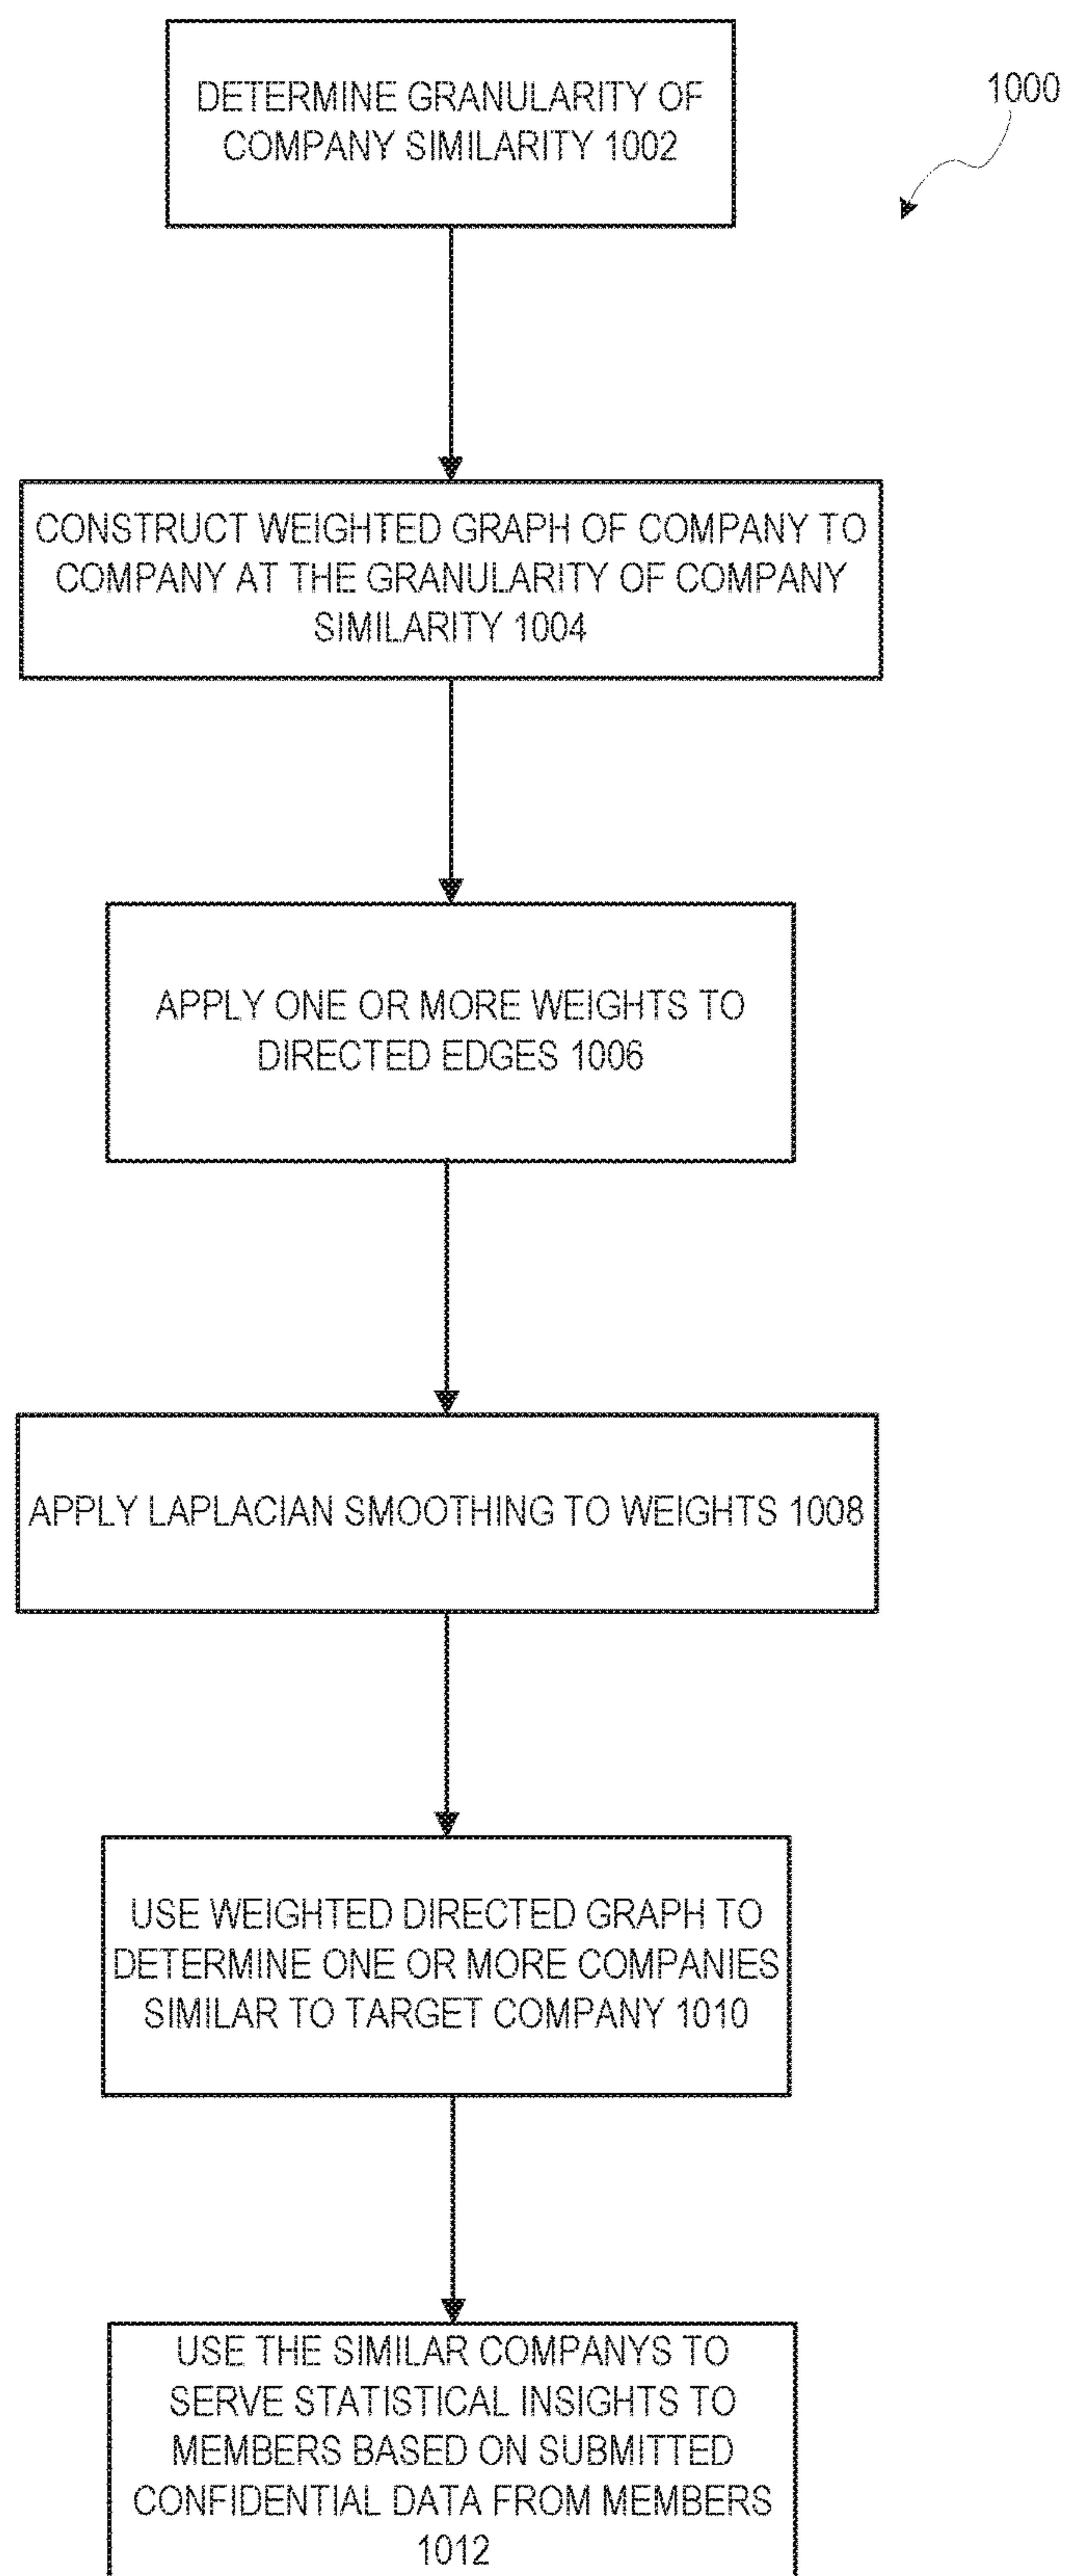 DETERMINE GRANULARITY OF
COMPANY SIMILARITY 1002
1000
CONSTRUCT WEIGHTED GRAPH OF COMPANY TO
COMPANY AT THE GRANULARITY OF COMPANY
SIMILARITY 1004
APPLY ONE OR MORE WEIGHTS TO
DIRECTED EDGES 1006
APPLY LAPLACIAN SMOOTHING TO WEIGHTS 1008
USE WEIGHTED DIRECTED GRAPH TO
DETERMINE ONE OR MORE COMPANIES
SIMILAR TO TARGET COMPANY 1010
USE THE SIMILAR COMPANYS TO
SERVE STATISTICAL INSIGHTS TO
MEMBERS BASED ON SUBMITTED
CONFIDENTIAL DATA FROM MEMBERS
1012